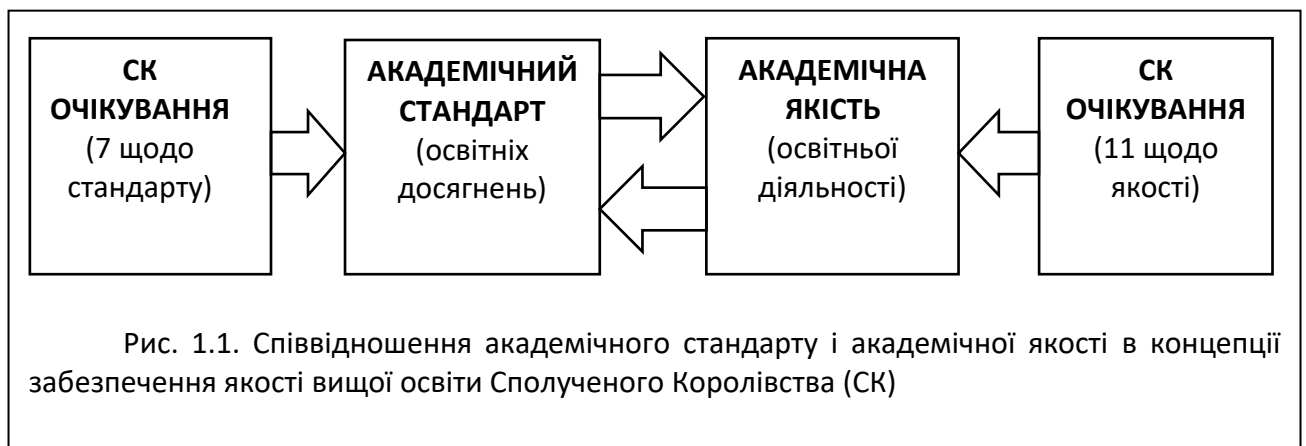 СК
ОЧІКУВАННЯ
(7 щодо
стандарту)
АКАДЕМІЧНИЙ
СТАНДАРТ
(освітніх
досягнень)
АКАДЕМІЧНА
ЯКІСТЬ
(освітньої
діяльності)
СК
ОЧІКУВАННЯ
(11 щодо
якості)
Рис. 1.1. Співвідношення академічного стандарту і академічної якості в концепції
забезпечення якості вищої освіти Сполученого Королівства (СК)